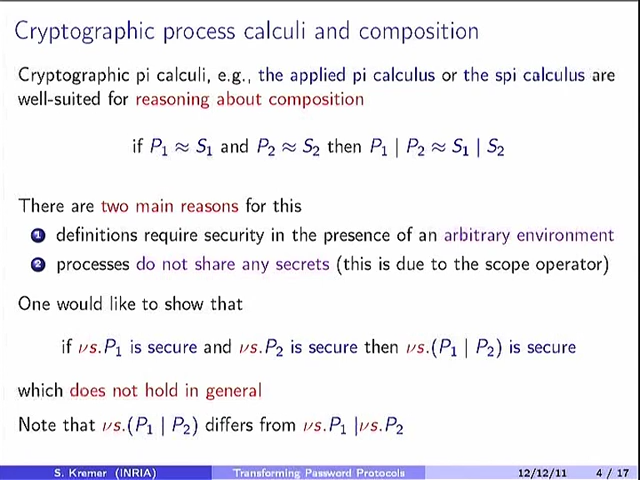 Cryptographic process calculi and composition
Cryptographic pi calculi, e.g., the applied pi calculus or the spi calculus are
well-suited for reasoning about composition
if P₁ ≈ S₁ and P₂ ≈ S₂ then P₁ | P₂ ≈ S₁ | S₂
There are two main reasons for this
1 definitions require security in the presence of an arbitrary environment
2 processes do not share any secrets (this is due to the scope operator)
One would like to show that
if νs.P₁ is secure and νs.P₂ is secure then νs.(P₁ | P₂) is secure
which does not hold in general
Note that νs.(P₁ | P₂) differs from νs.P₁ |νs.P₂
S. Kremer (INRIA) Transforming Password Protocols 12/12/11 4 / 17